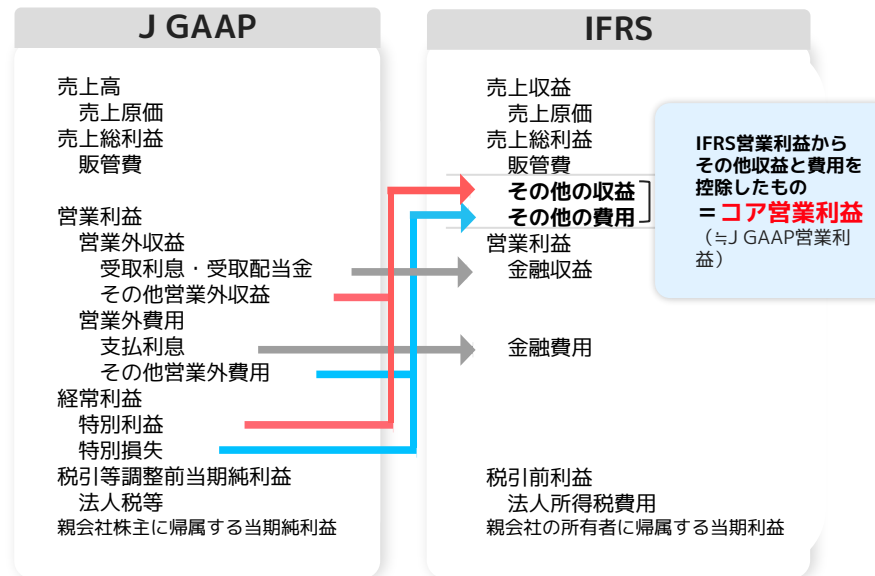 J GAAP
売上高
売上原価
売上総利益
販管費
営業利益
営業外収益
受取利息・受取配当金
その他営業外収益
営業外費用
支払利息
その他営業外費用
経常利益
特別利益
特別損失
税引等調整前当期純利益
法人税等
親会社株主に帰属する当期純利益
IFRS
売上収益
売上原価
売上総利益
販管費
その他の収益
その他の費用
営業利益
金融収益
金融費用
税引前利益
法人所得税費用
親会社の所有者に帰属する当期利益
IFRS営業利益から
その他収益と費用を
控除したもの
＝コア営業利益
（≒J GAAP営業利
益）